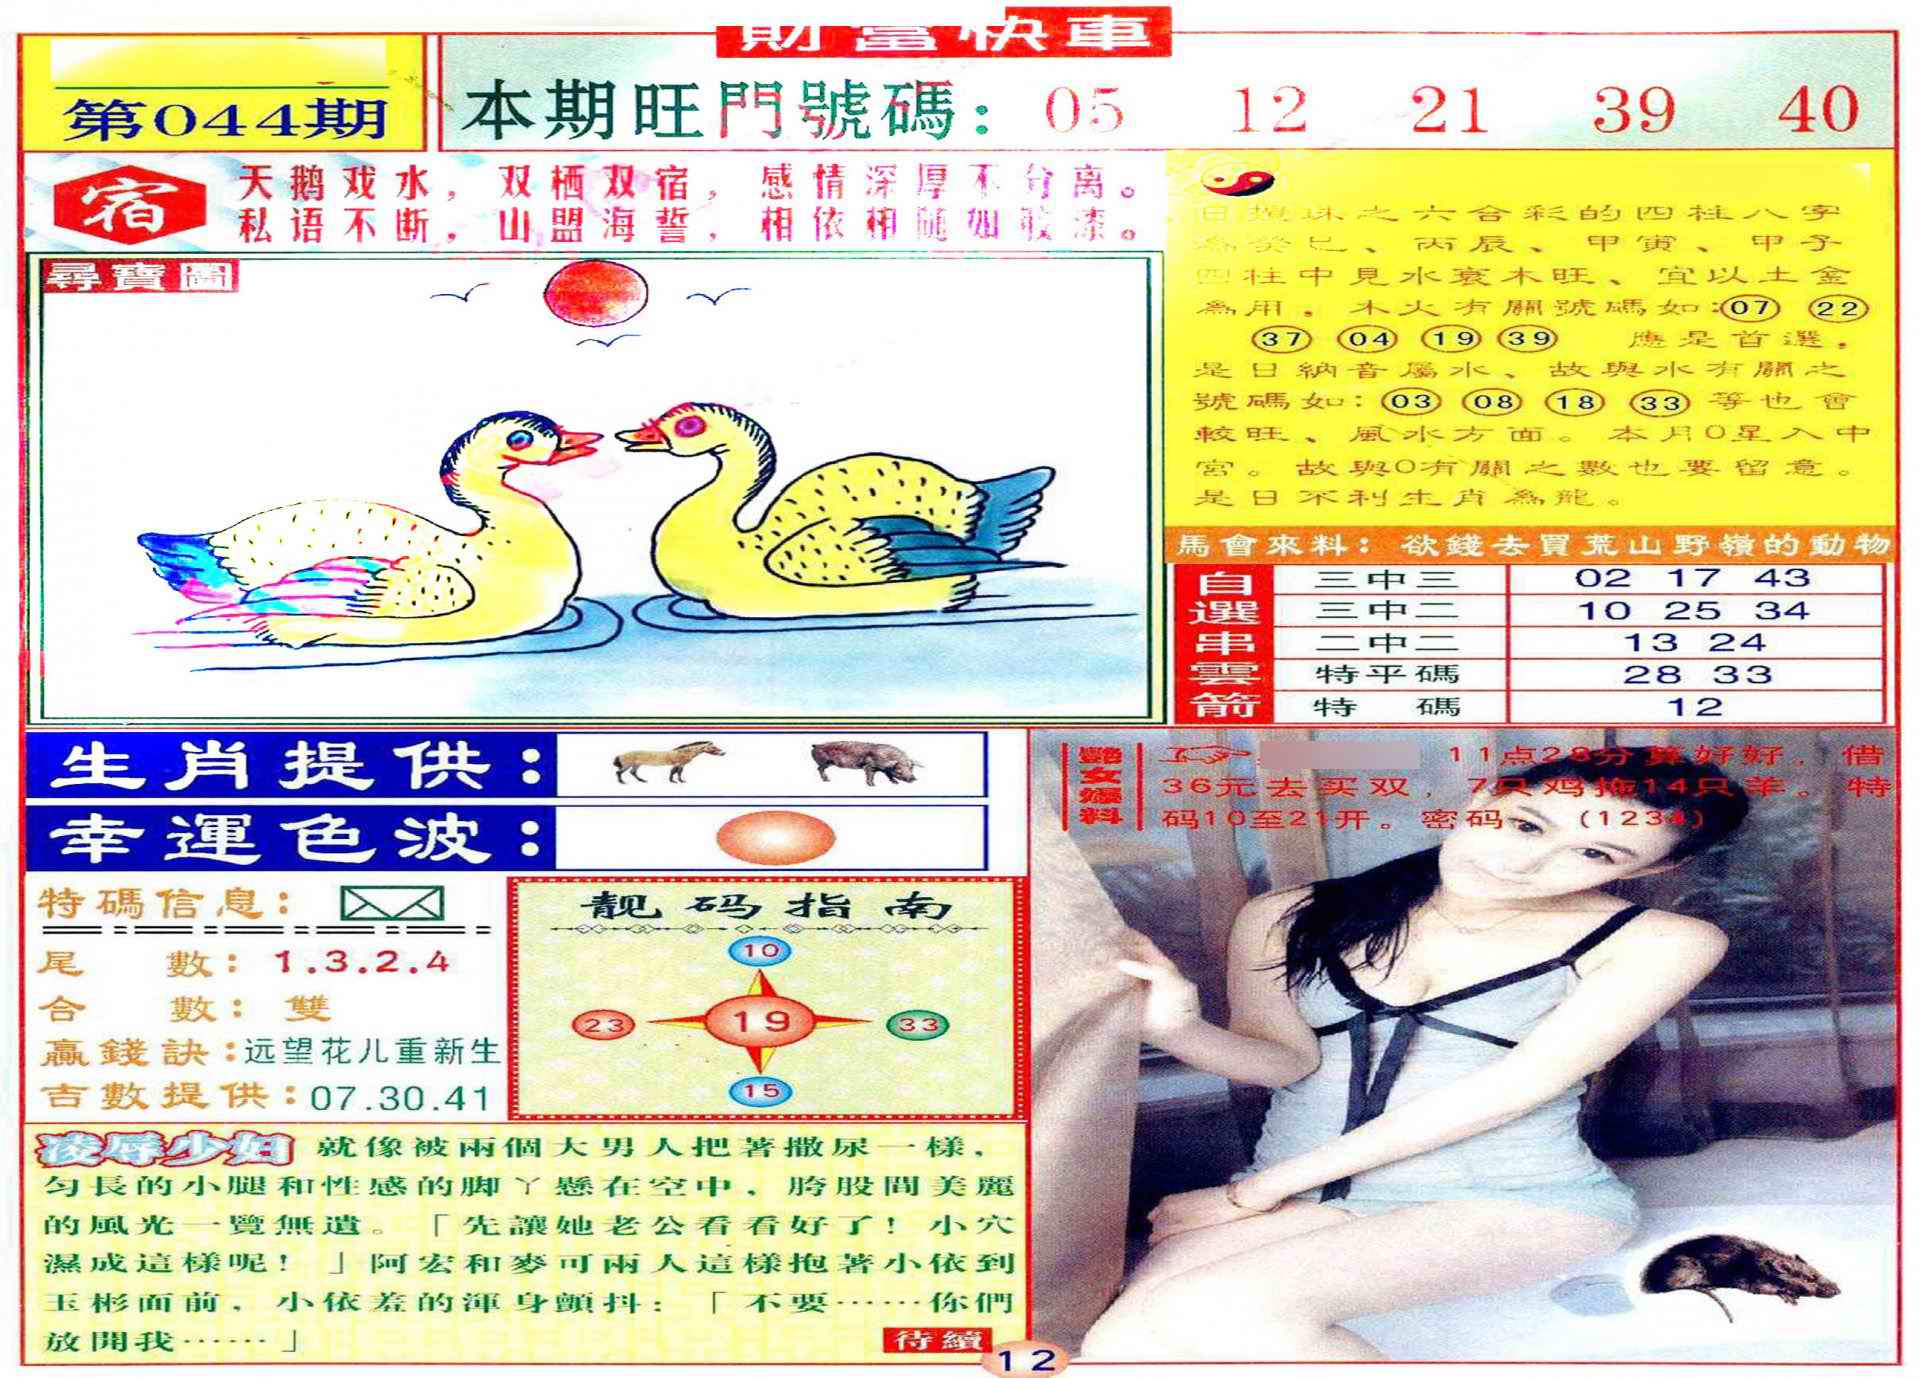 財富快車
第044期
本期旺門號碼： 05 12 21 39 40
宿
天鹅戏水，双栖双宿，感情深厚不分离。
私语不断，山盟海誓，相依相随如胶漆。
尋寶圖
日攪珠之六合彩的四柱八字
為癸巳、丙辰、甲寅、甲子
四柱中見水衰木旺、宜以土金
為用，木火有關號碼如：07 22
37 04 19 39 應是首選，
是日納音屬水、故與水有關之
號碼如：03 08 18 33 等也會
較旺、風水方面。本月0星入中
宮。故與0有關之數也要留意。
是日不利生肖為龍。
馬會來料：欲錢去買荒山野嶺的動物
自選串雲箭
三中三 02 17 43
三中二 10 25 34
二中二 13 24
特平碼 28 33
特 碼 12
生肖提供：
幸運色波：
艷女爆料
11点28分算好好，借
36元去买双，7只鸡拖14只羊。特
码10至21开。密码 （1234）
特碼信息：
尾 數：1.3.2.4
合 數：雙
贏錢訣：远望花儿重新生
吉數提供：07.30.41
靓码指南
10
23 19 33
15
凌辱少妇 就像被兩個大男人把著撒尿一樣，
勻長的小腿和性感的脚丫懸在空中，胯股間美麗
的風光一覽無遺。「先讓她老公看看好了！小穴
濕成這樣呢！」阿宏和麥可兩人這樣抱著小依到
玉彬面前，小依羞的渾身顫抖：「不要……你們
放開我……」
待續
12